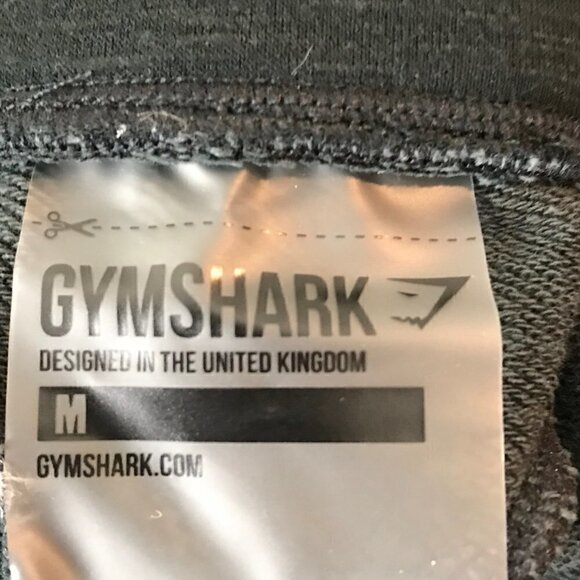 GYMSHARK
DESIGNED IN THE UNITED KINGDOM
M
GYMSHARK.COM